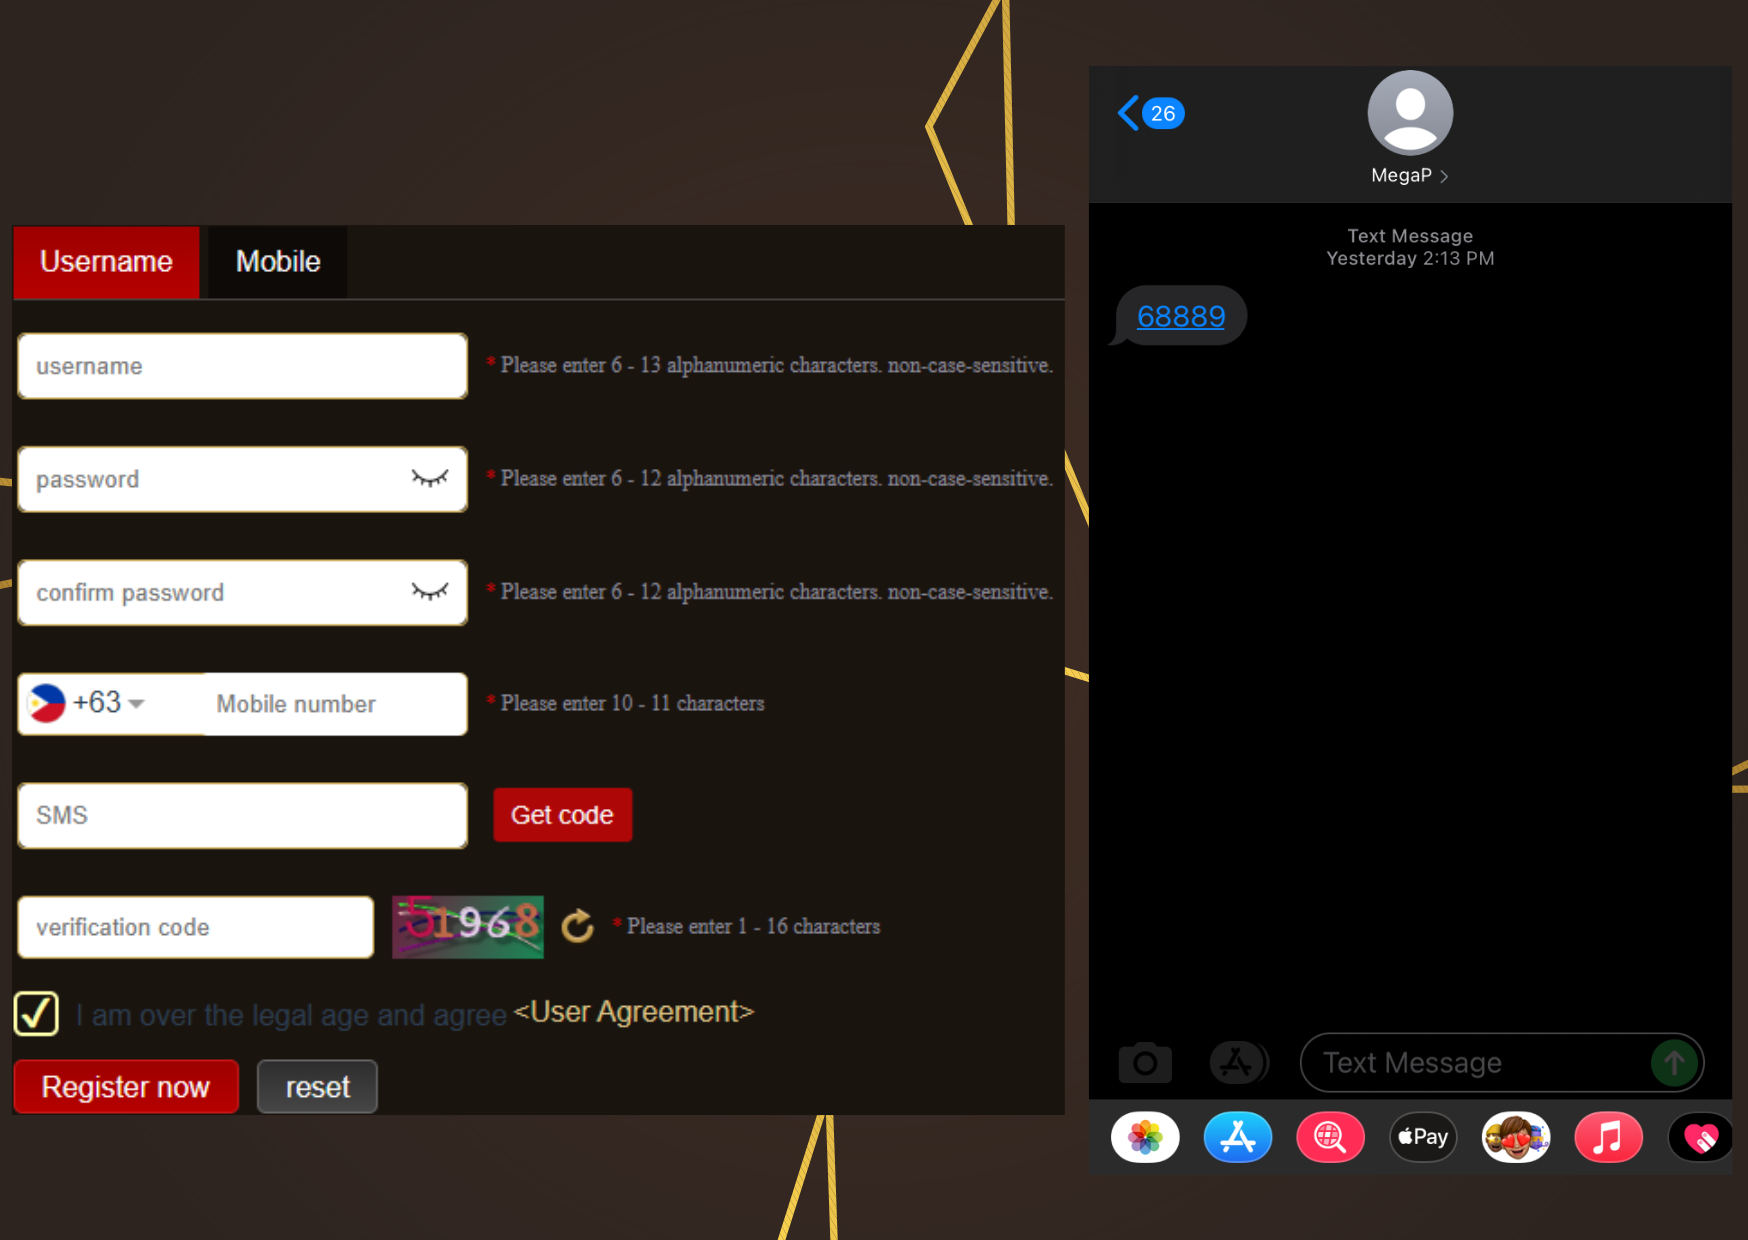 Username
Mobile
username
* Please enter 6 - 13 alphanumeric characters. non-case-sensitive.
password
* Please enter 6 - 12 alphanumeric characters. non-case-sensitive.
confirm password
* Please enter 6 - 12 alphanumeric characters. non-case-sensitive.
+63
Mobile number
* Please enter 10 - 11 characters
SMS
Get code
verification code
51968
* Please enter 1 - 16 characters
I am over the legal age and agree <User Agreement>
Register now
reset
26
MegaP
Text Message
Yesterday 2:13 PM
68889
Text Message
Pay